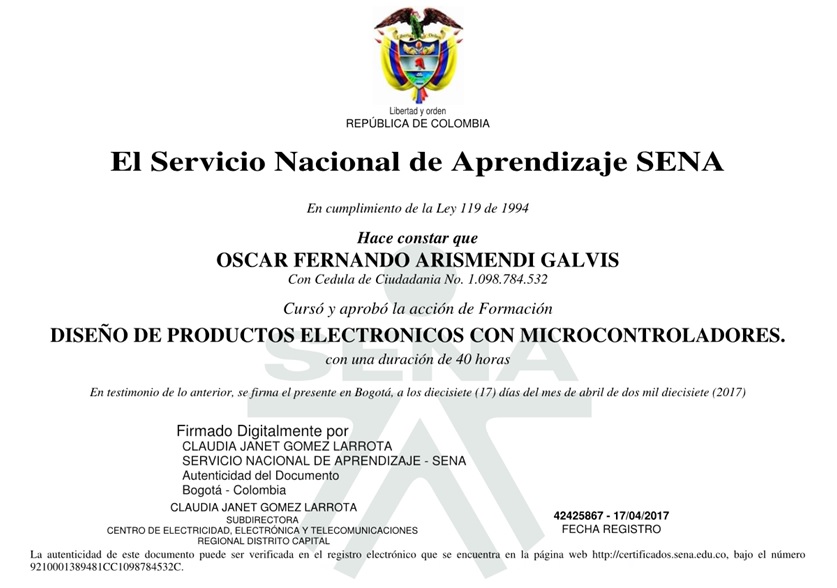 Libertad y orden
REPÚBLICA DE COLOMBIA
El Servicio Nacional de Aprendizaje SENA
En cumplimiento de la Ley 119 de 1994
Hace constar que
OSCAR FERNANDO ARISMENDI GALVIS
Con Cedula de Ciudadania No. 1.098.784.532
Cursó y aprobó la acción de Formación
DISEÑO DE PRODUCTOS ELECTRONICOS CON MICROCONTROLADORES.
SENA
con una duración de 40 horas
En testimonio de lo anterior, se firma el presente en Bogotá, a los diecisiete (17) días del mes de abril de dos mil diecisiete (2017)
Firmado Digitalmente por
CLAUDIA JANET GOMEZ LARROTA
SERVICIO NACIONAL DE APRENDIZAJE - SENA
Autenticidad del Documento
Bogotá - Colombia
CLAUDIA JANET GOMEZ LARROTA
SUBDIRECTORA
CENTRO DE ELECTRICIDAD, ELECTRÓNICA Y TELECOMUNICACIONES
REGIONAL DISTRITO CAPITAL
42425867 - 17/04/2017
FECHA REGISTRO
La autenticidad de este documento puede ser verificada en el registro electrónico que se encuentra en la página web http://certificados.sena.edu.co, bajo el número
9210001389481CC1098784532C.